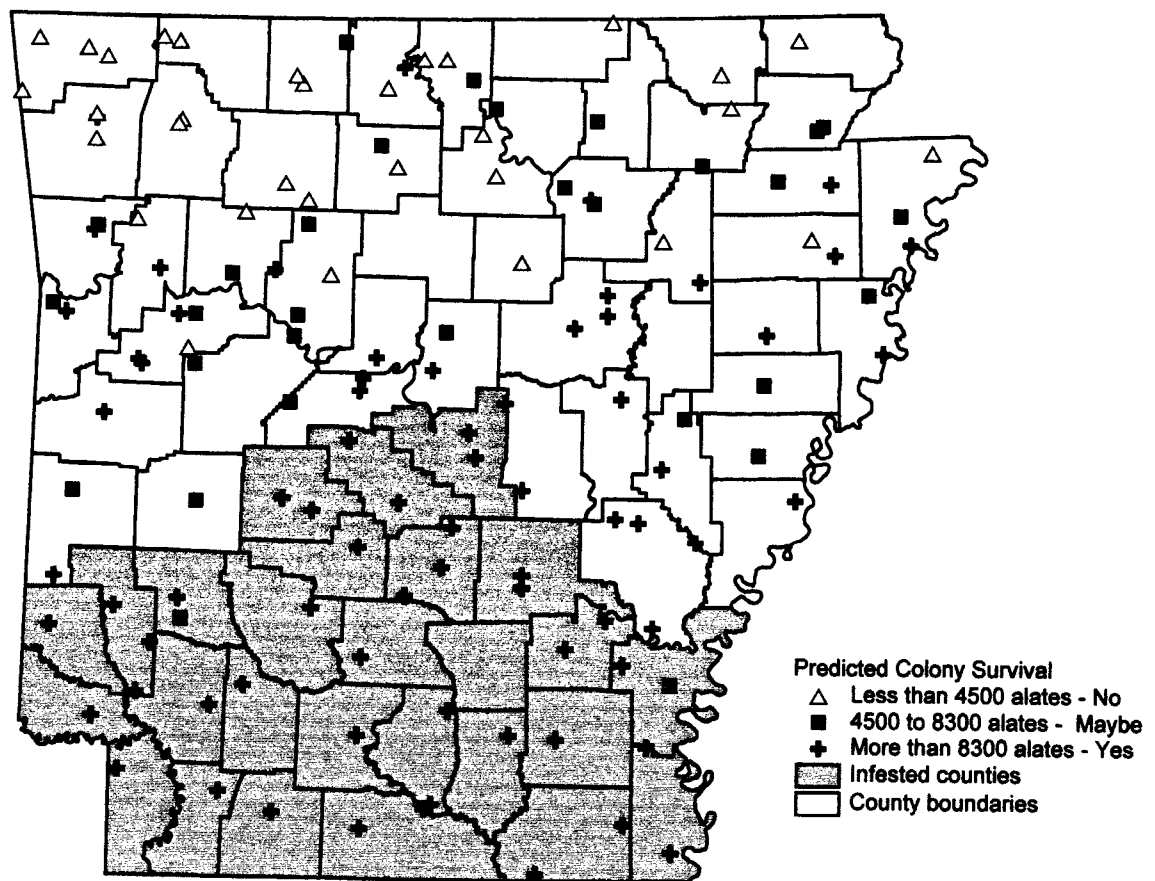 Predicted Colony Survival
Less than 4500 alates - No
4500 to 8300 alates - Maybe
More than 8300 alates - Yes
Infested counties
County boundaries